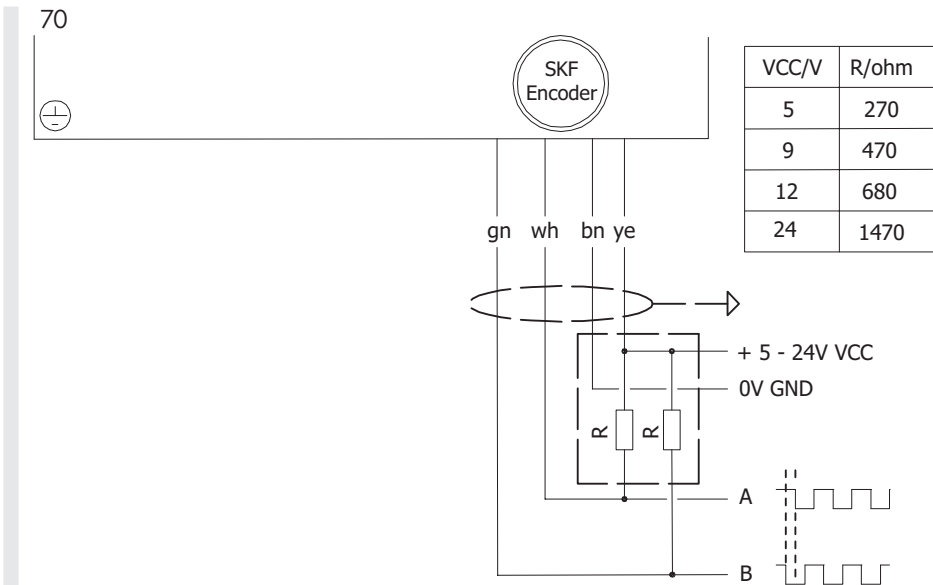 70
SKF
Encoder
VCC/V R/ohm
5 270
9 470
12 680
24 1470
gn wh bn ye
+ 5 - 24V VCC
0V GND
R R
A
B